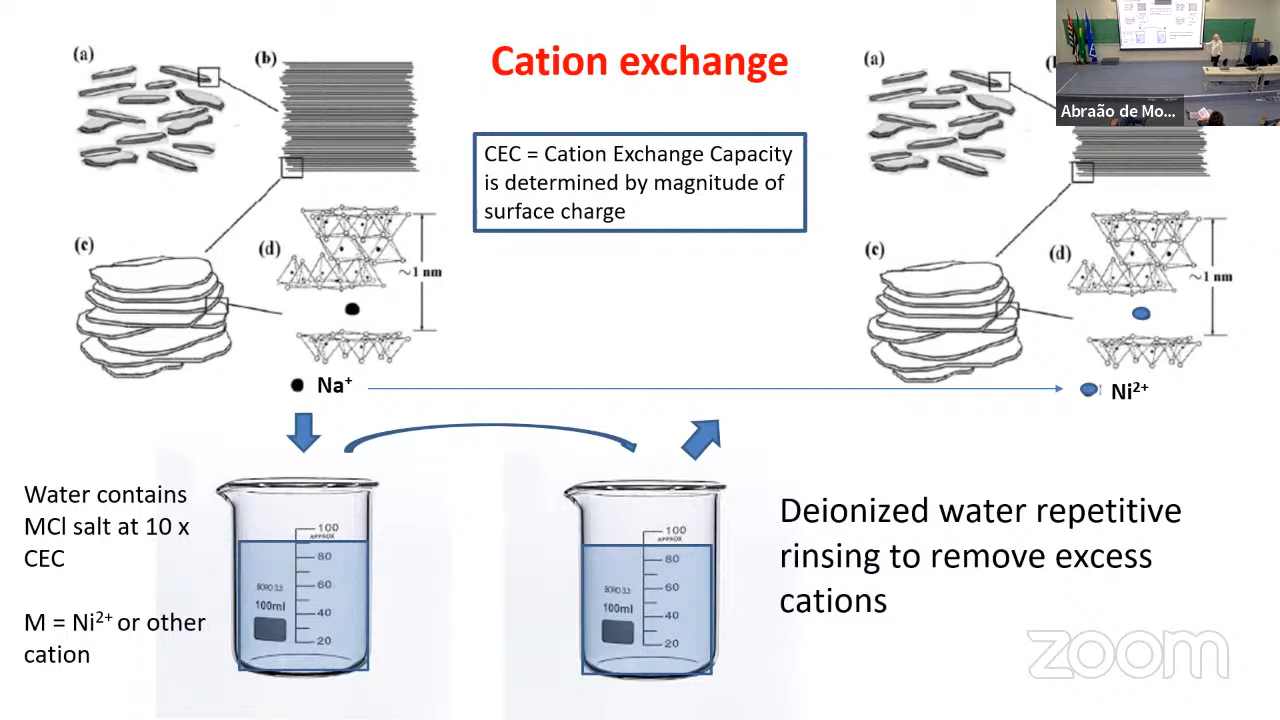 Cation exchange
(a)
(b)
CEC = Cation Exchange Capacity
is determined by magnitude of
surface charge
(c)
(d)
~1 nm
Na⁺
(a)
Abraão de Mo...
(c)
(d)
~1 nm
Ni²⁺
Water contains
MCl salt at 10 x
CEC
M = Ni²⁺ or other
cation
100
APPROX
80
60
40
20
BORO 3.3
100ml
100
APPROX
80
60
40
20
BORO 3.3
100ml
Deionized water repetitive
rinsing to remove excess
cations
zoom